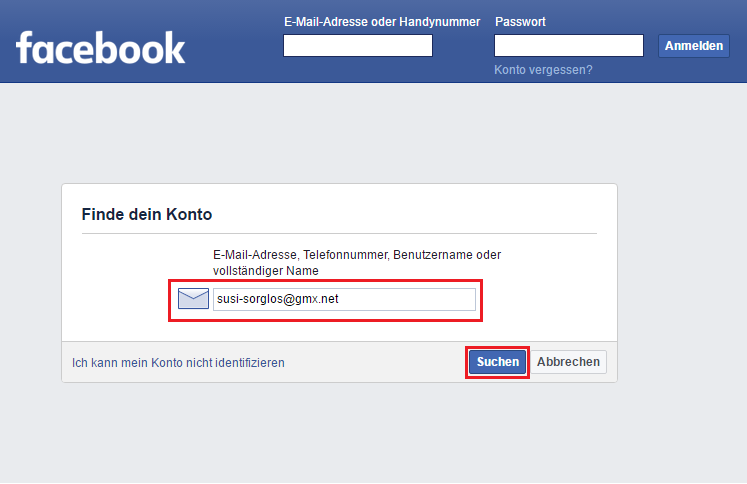 facebook
E-Mail-Adresse oder Handynummer
Passwort
Anmelden
Konto vergessen?
Finde dein Konto
E-Mail-Adresse, Telefonnummer, Benutzername oder
vollständiger Name
susi-sorglos@gmx.net
Ich kann mein Konto nicht identifizieren
Suchen
Abbrechen